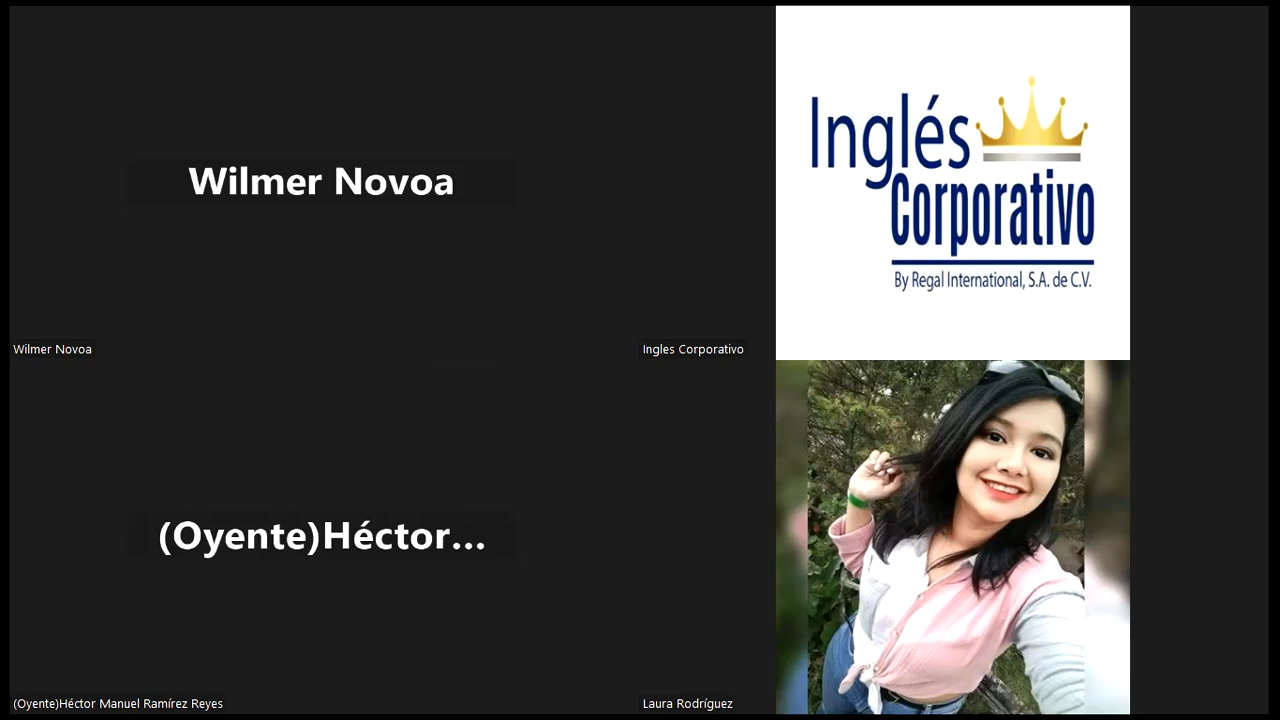 Wilmer Novoa
Wilmer Novoa
Inglés
Corporativo
By Regal International, S.A. de C.V.
Ingles Corporativo
(Oyente)Héctor...
(Oyente)Héctor Manuel Ramírez Reyes
Laura Rodríguez